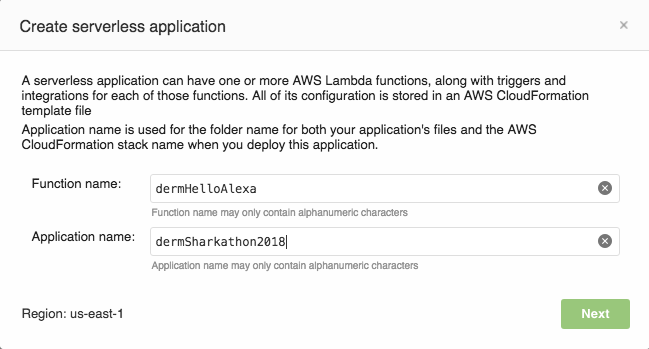 Create serverless application
×
A serverless application can have one or more AWS Lambda functions, along with triggers and
integrations for each of those functions. All of its configuration is stored in an AWS CloudFormation
template file
Application name is used for the folder name for both your application's files and the AWS
CloudFormation stack name when you deploy this application.
Function name:
dermHelloAlexa
Function name may only contain alphanumeric characters
Application name:
dermSharkathon2018
Application name may only contain alphanumeric characters
Region: us-east-1
Next